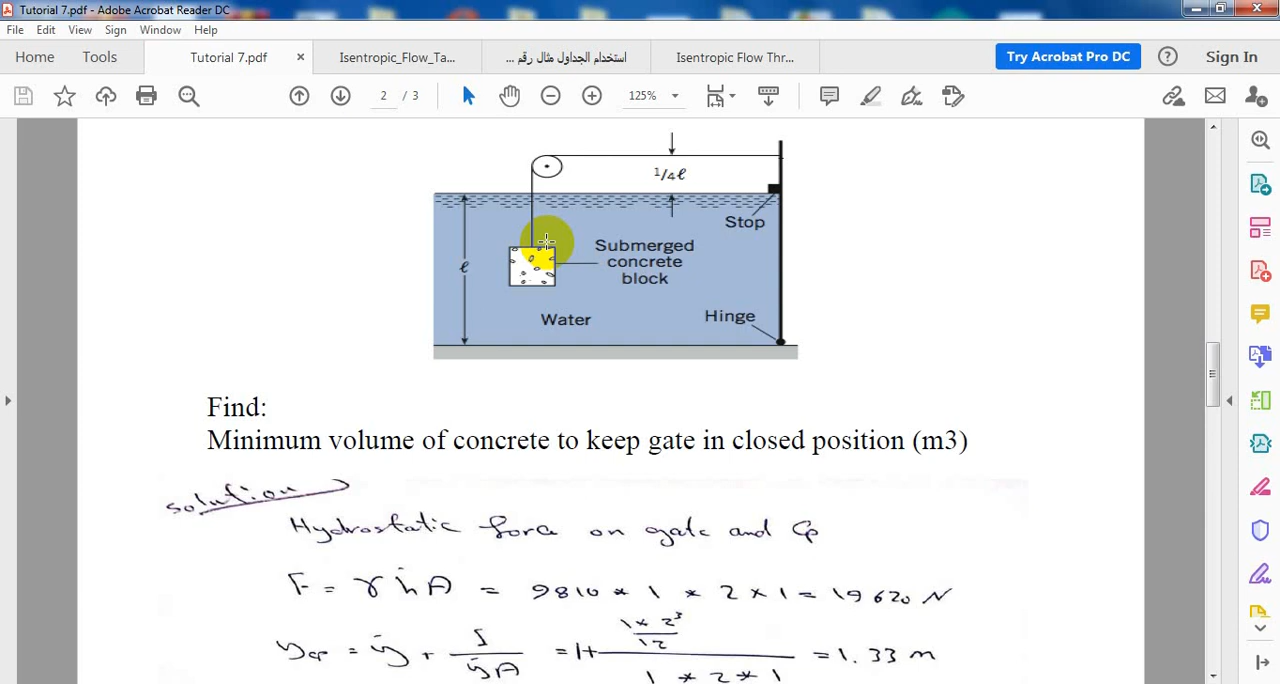 Tutorial 7.pdf - Adobe Acrobat Reader DC
File Edit View Sign Window Help
Home Tools Tutorial 7.pdf × Isentropic_Flow_Ta... استخدام الجداول مثال رقم ... Isentropic Flow Thr... Try Acrobat Pro DC Sign In
2 / 3 125%
1/4 ℓ
Stop
Submerged
concrete
block
ℓ
Water
Hinge
Find:
Minimum volume of concrete to keep gate in closed position (m3)
solution
Hydrostatic force on gate and Cp
F = γ h̄ A = 9810 * 1 * 2 * 1 = 19620 N
ycp = ȳ + I / ȳA = 1 + (1 * 2³ / 12) / 1 * 2 * 1 = 1.33 m